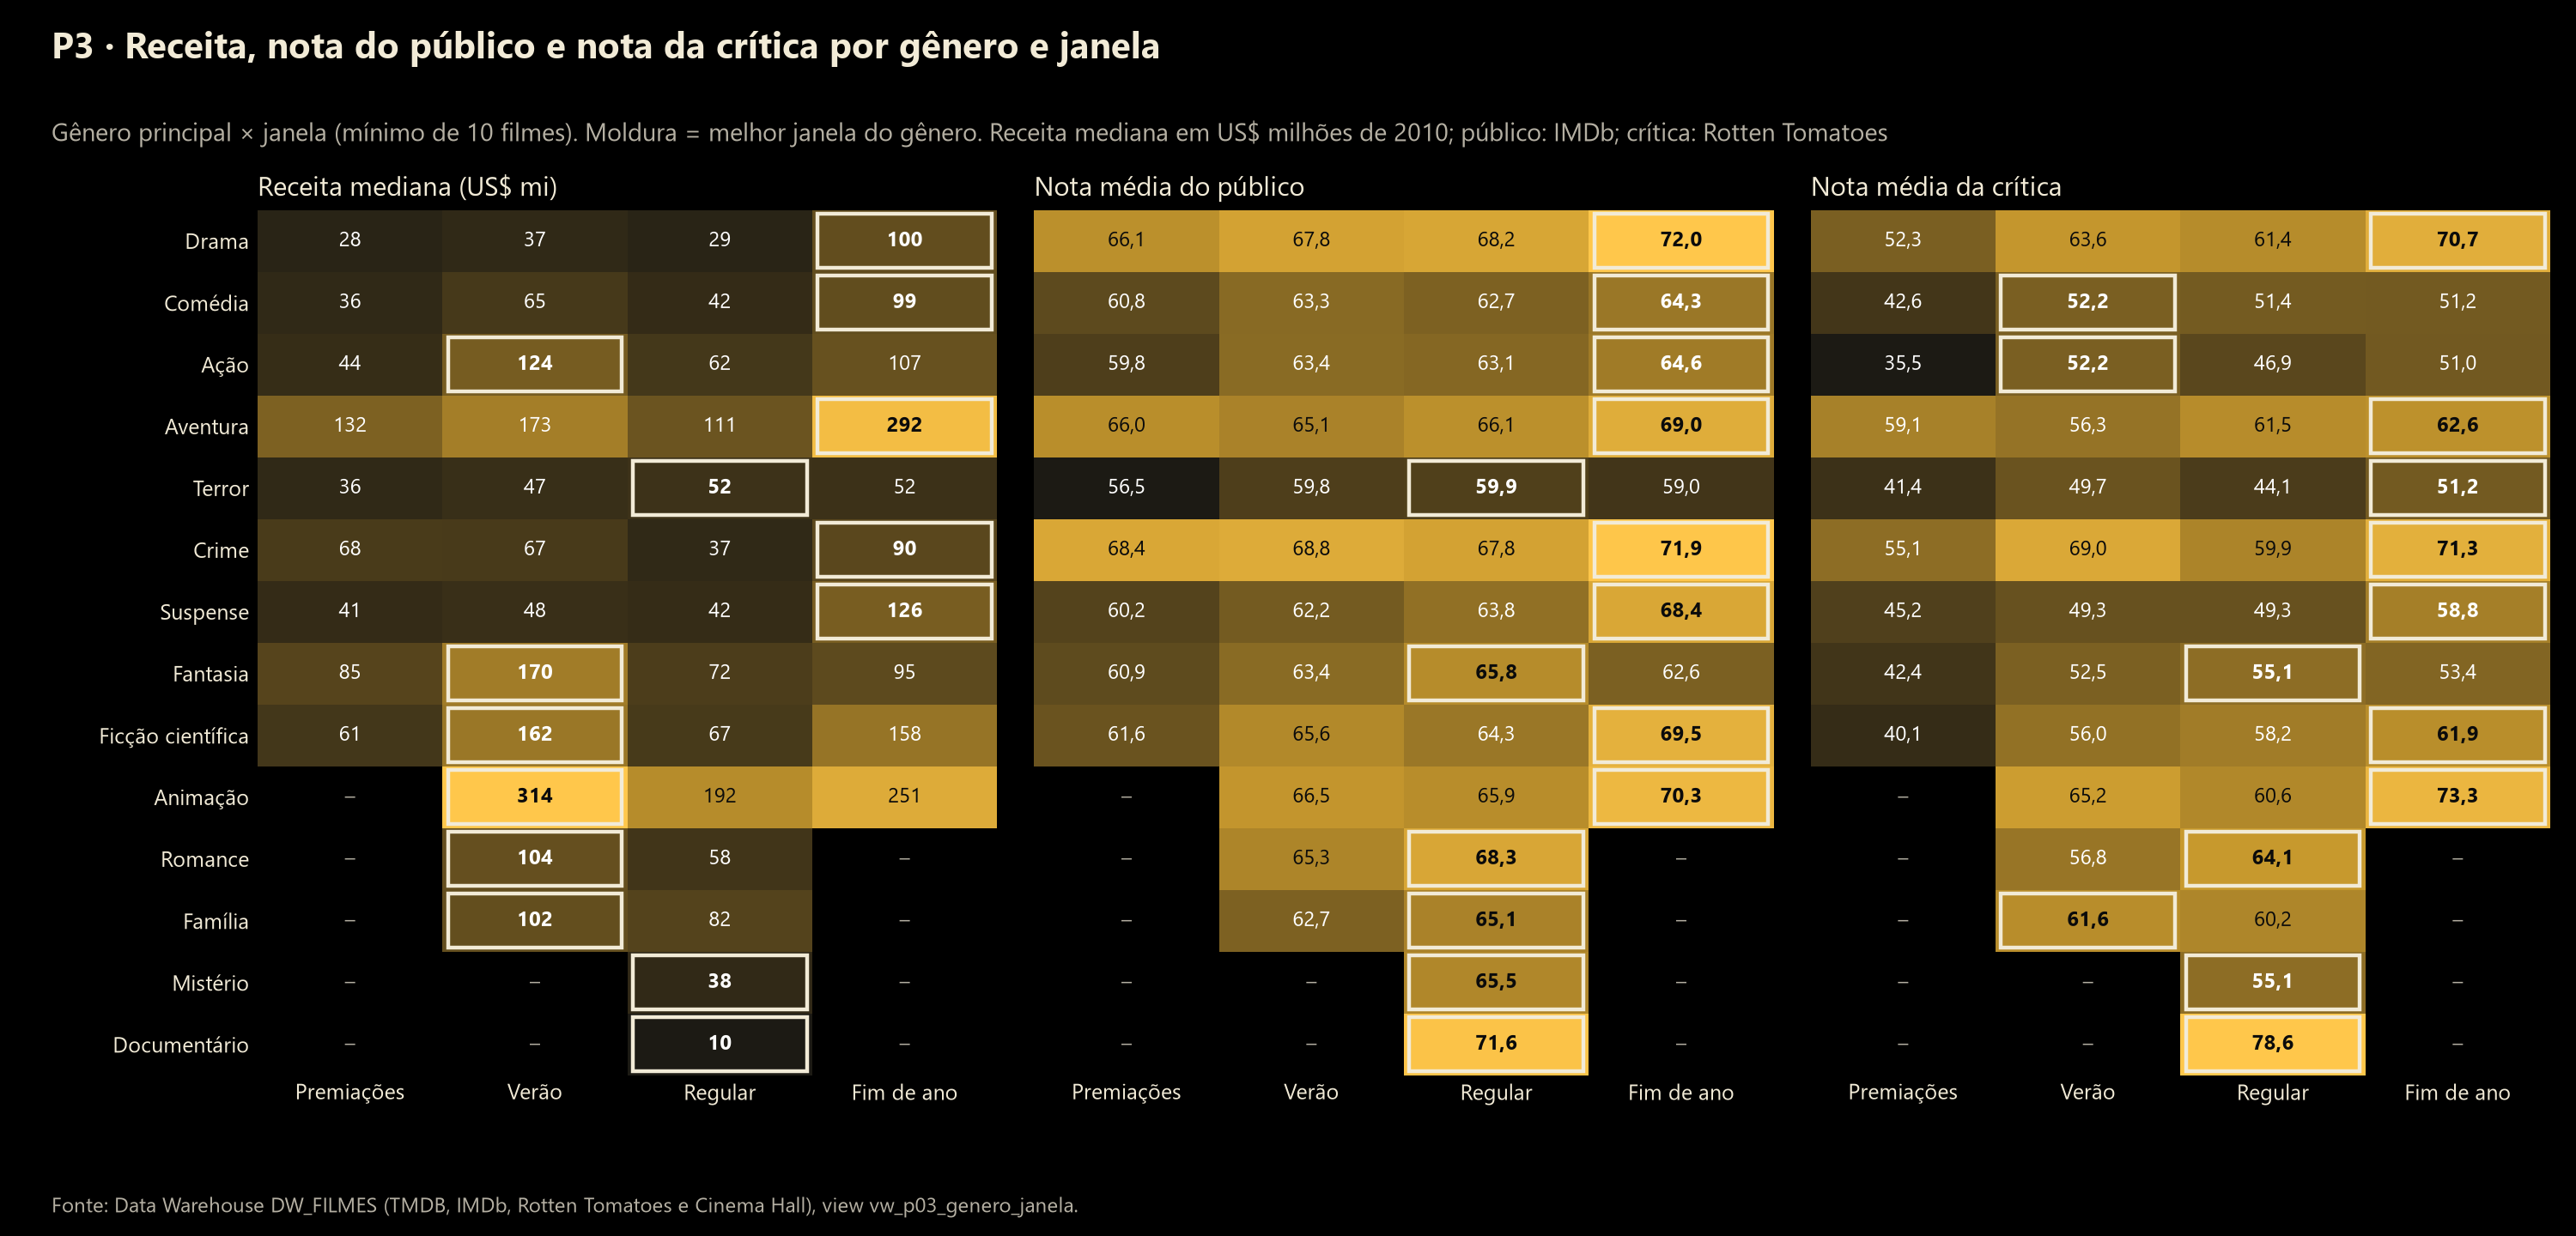 P3 · Receita, nota do público e nota da crítica por gênero e janela
Gênero principal × janela (mínimo de 10 filmes). Moldura = melhor janela do gênero. Receita mediana em US$ milhões de 2010; público: IMDb; crítica: Rotten Tomatoes
Receita mediana (US$ mi) Nota média do público Nota média da crítica
Drama 28 37 29 100 66,1 67,8 68,2 72,0 52,3 63,6 61,4 70,7
Comédia 36 65 42 99 60,8 63,3 62,7 64,3 42,6 52,2 51,4 51,2
Ação 44 124 62 107 59,8 63,4 63,1 64,6 35,5 52,2 46,9 51,0
Aventura 132 173 111 292 66,0 65,1 66,1 69,0 59,1 56,3 61,5 62,6
Terror 36 47 52 52 56,5 59,8 59,9 59,0 41,4 49,7 44,1 51,2
Crime 68 67 37 90 68,4 68,8 67,8 71,9 55,1 69,0 59,9 71,3
Suspense 41 48 42 126 60,2 62,2 63,8 68,4 45,2 49,3 49,3 58,8
Fantasia 85 170 72 95 60,9 63,4 65,8 62,6 42,4 52,5 55,1 53,4
Ficção científica 61 162 67 158 61,6 65,6 64,3 69,5 40,1 56,0 58,2 61,9
Animação – 314 192 251 – 66,5 65,9 70,3 – 65,2 60,6 73,3
Romance – 104 58 – – 65,3 68,3 – – 56,8 64,1 –
Família – 102 82 – – 62,7 65,1 – – 61,6 60,2 –
Mistério – – 38 – – – 65,5 – – – 55,1 –
Documentário – – 10 – – – 71,6 – – – 78,6 –
Premiações Verão Regular Fim de ano Premiações Verão Regular Fim de ano Premiações Verão Regular Fim de ano
Fonte: Data Warehouse DW_FILMES (TMDB, IMDb, Rotten Tomatoes e Cinema Hall), view vw_p03_genero_janela.